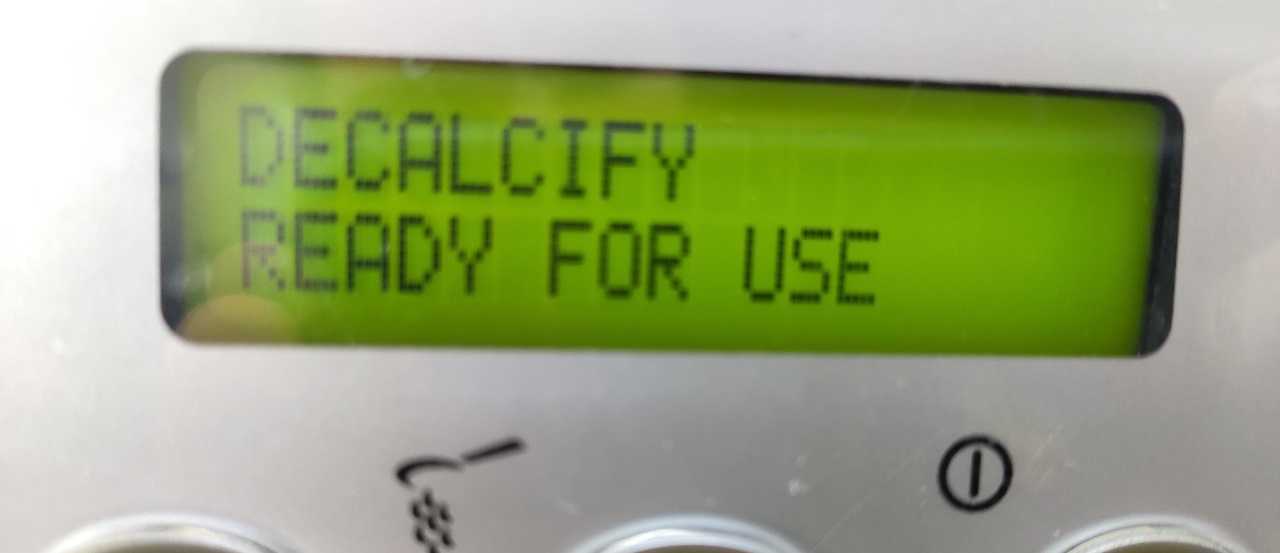 DECALCIFY
READY FOR USE